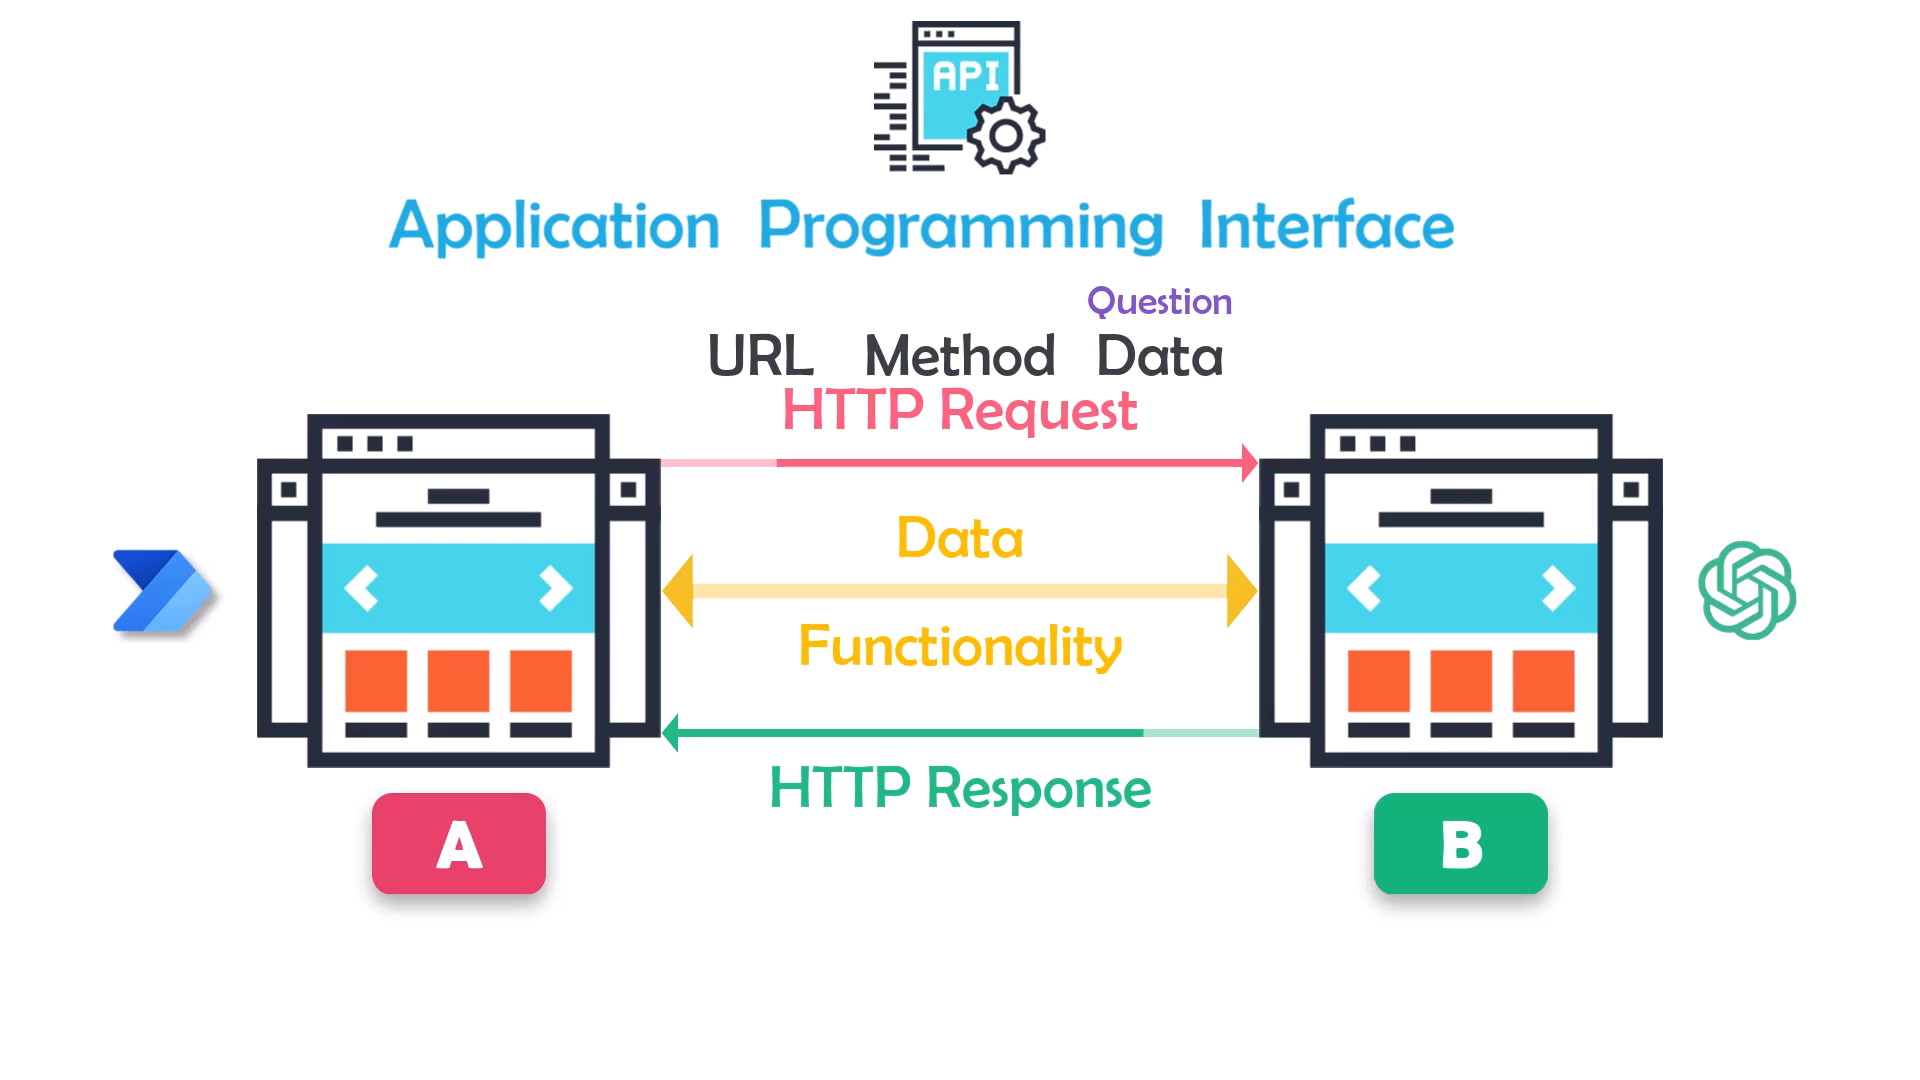 API
Application Programming Interface
Question
URL Method Data
HTTP Request
Data
Functionality
HTTP Response
A B